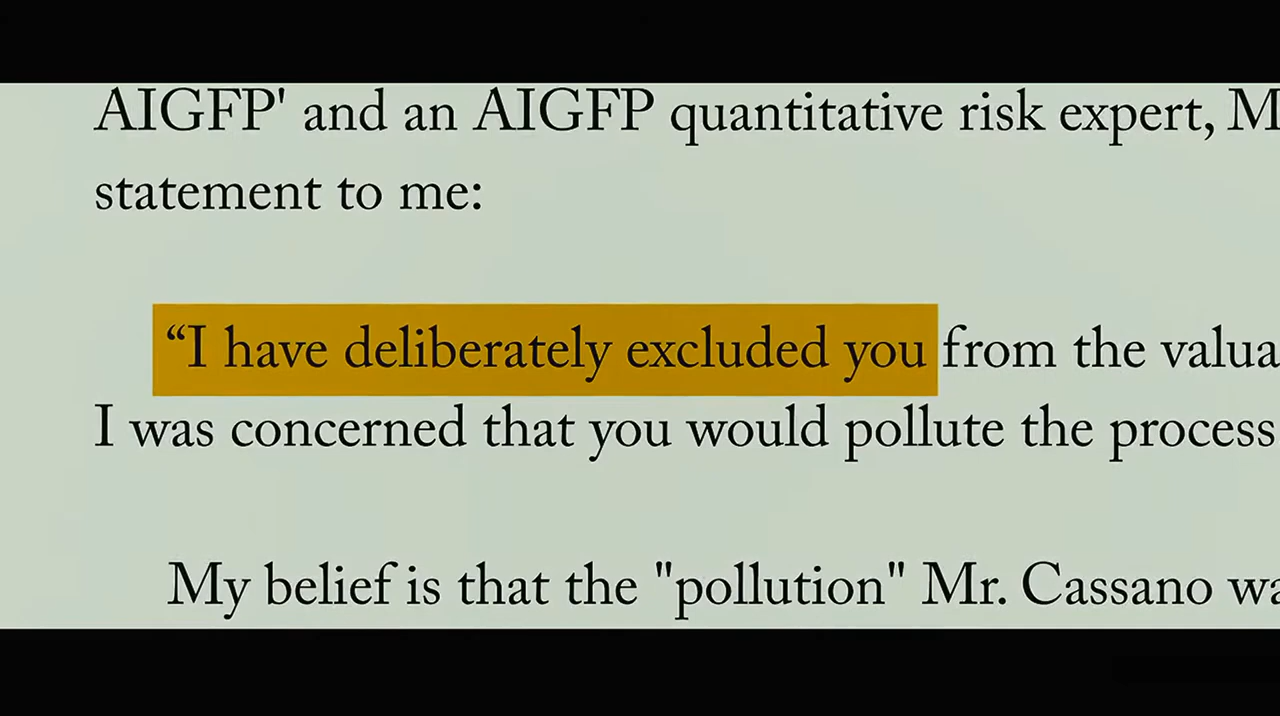 AIGFP' and an AIGFP quantitative risk expert, M
statement to me:
“I have deliberately excluded you from the valua
I was concerned that you would pollute the process
My belief is that the "pollution" Mr. Cassano wa